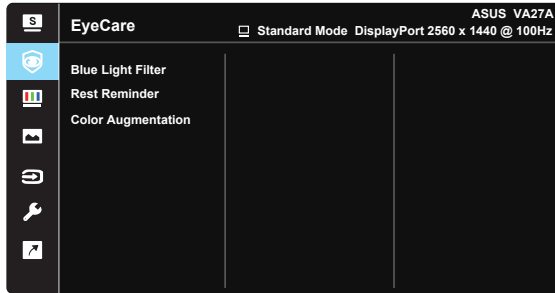 S
EyeCare
ASUS VA27A
Standard Mode DisplayPort 2560 x 1440 @ 100Hz
Blue Light Filter
Rest Reminder
Color Augmentation